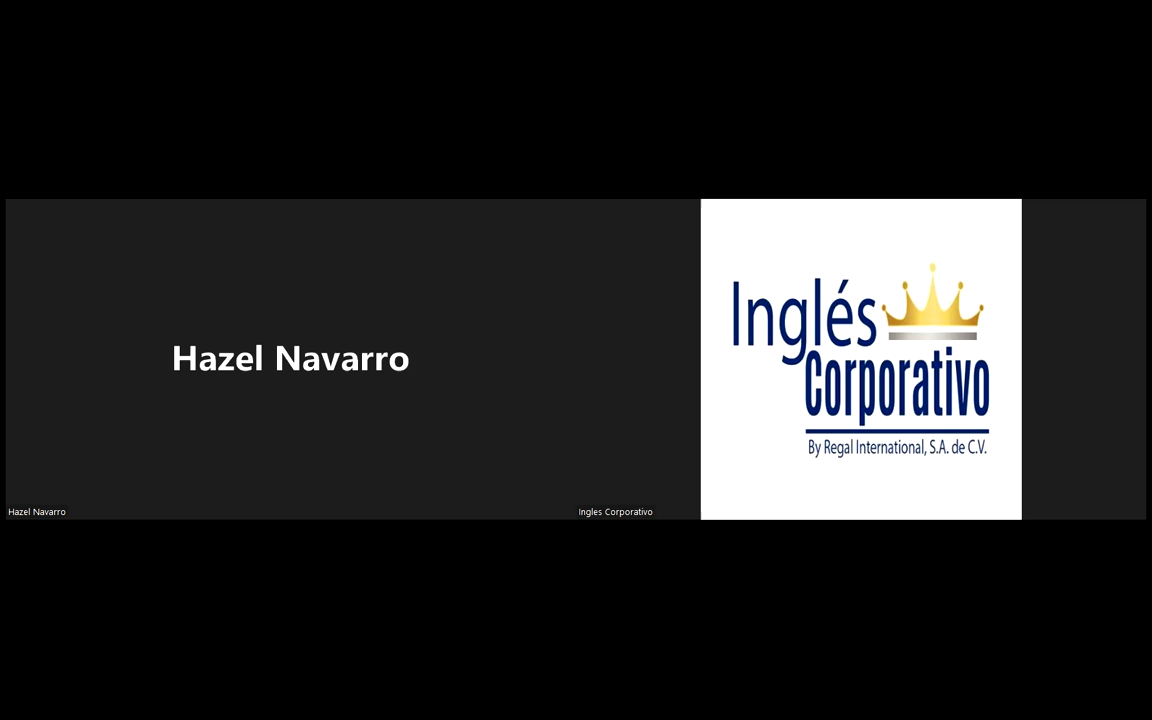 Hazel Navarro
Hazel Navarro
Inglés
Corporativo
By Regal International, S.A. de C.V.
Ingles Corporativo